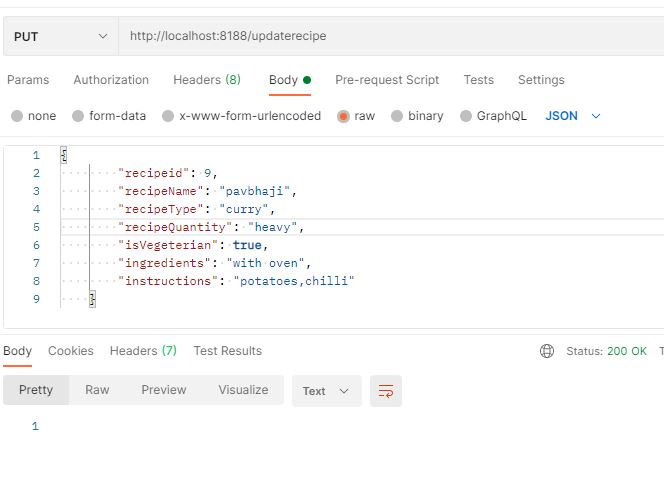 PUT http://localhost:8188/updaterecipe
Params Authorization Headers (8) Body Pre-request Script Tests Settings
none form-data x-www-form-urlencoded raw binary GraphQL JSON
1 {
2 "recipeid": 9,
3 "recipeName": "pavbhaji",
4 "recipeType": "curry",
5 "recipeQuantity": "heavy",
6 "isVegeterian": true,
7 "ingredients": "with oven",
8 "instructions": "potatoes,chilli"
9 }
Body Cookies Headers (7) Test Results Status: 200 OK T
Pretty Raw Preview Visualize Text
1